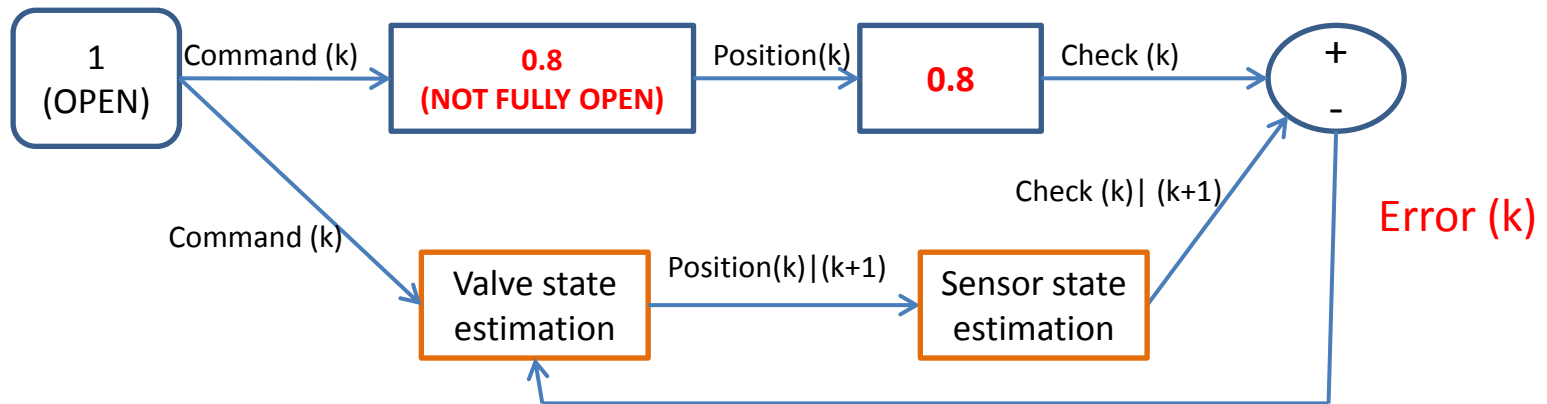 1
(OPEN)
Command (k)
0.8
(NOT FULLY OPEN)
Position(k)
0.8
Check (k)
+
-
Command (k)
Valve state
estimation
Position(k)|(k+1)
Sensor state
estimation
Check (k)| (k+1)
Error (k)